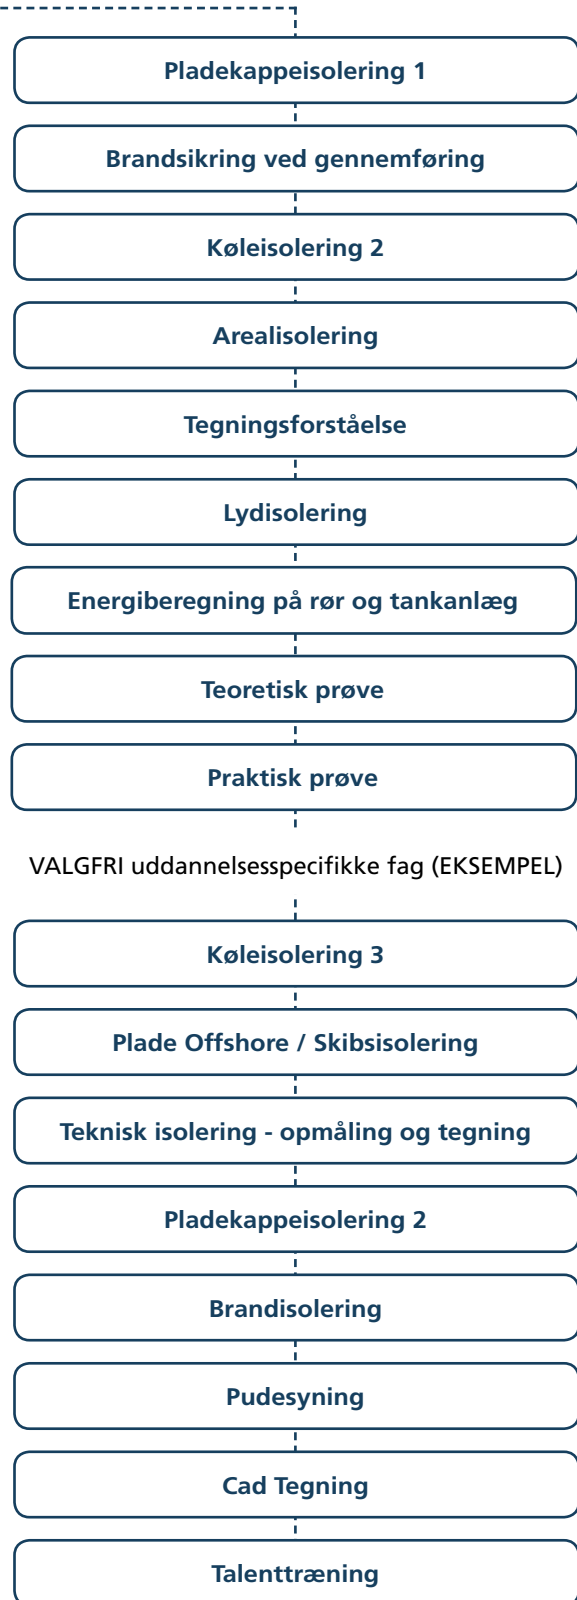 Pladekappeisolering 1
Brandsikring ved gennemføring
Køleisolering 2
Arealisolering
Tegningsforståelse
Lydisolering
Energiberegning på rør og tankanlæg
Teoretisk prøve
Praktisk prøve
VALGFRI uddannelsesspecifikke fag (EKSEMPEL)
Køleisolering 3
Plade Offshore / Skibsisolering
Teknisk isolering - opmåling og tegning
Pladekappeisolering 2
Brandisolering
Pudesyning
Cad Tegning
Talenttræning